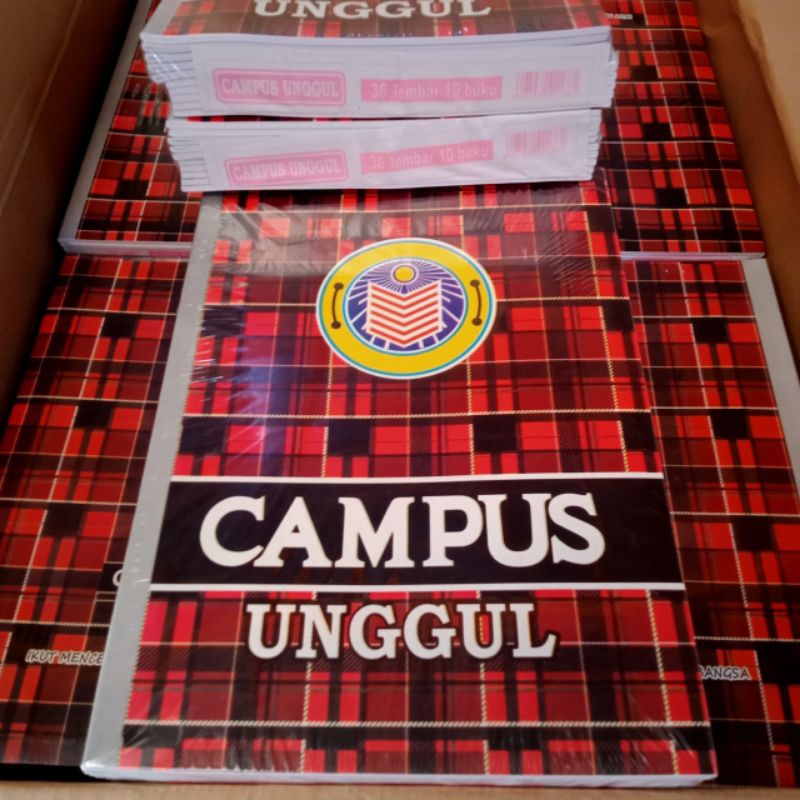 UNGGUL
CAMPUS UNGGUL
36 lembar 10 buku
CAMPUS UNGGUL
36 lembar 10 buku
CAMPUS
UNGGUL
IKUT MENCE
BANGSA